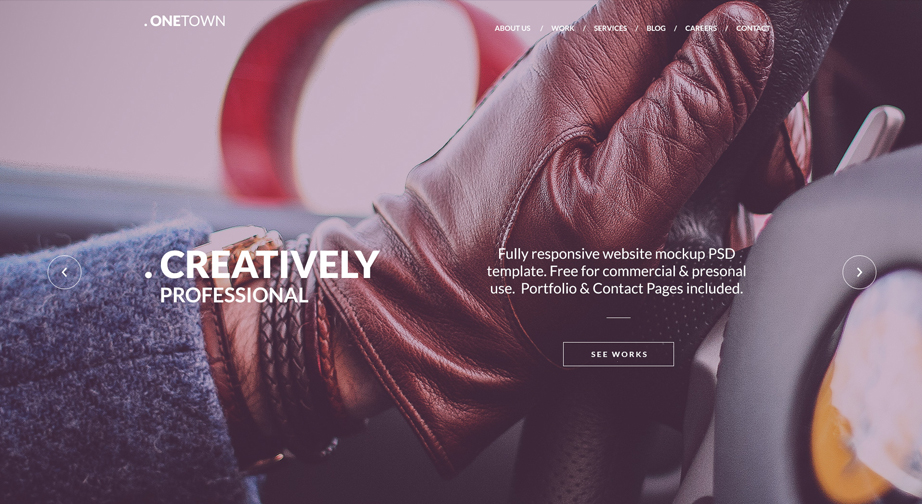 . ONETOWN
ABOUT US / WORK / SERVICES / BLOG / CAREERS / CONTACT
. CREATIVELY
PROFESSIONAL
Fully responsive website mockup PSD
template. Free for commercial & presonal
use. Portfolio & Contact Pages included.
SEE WORKS